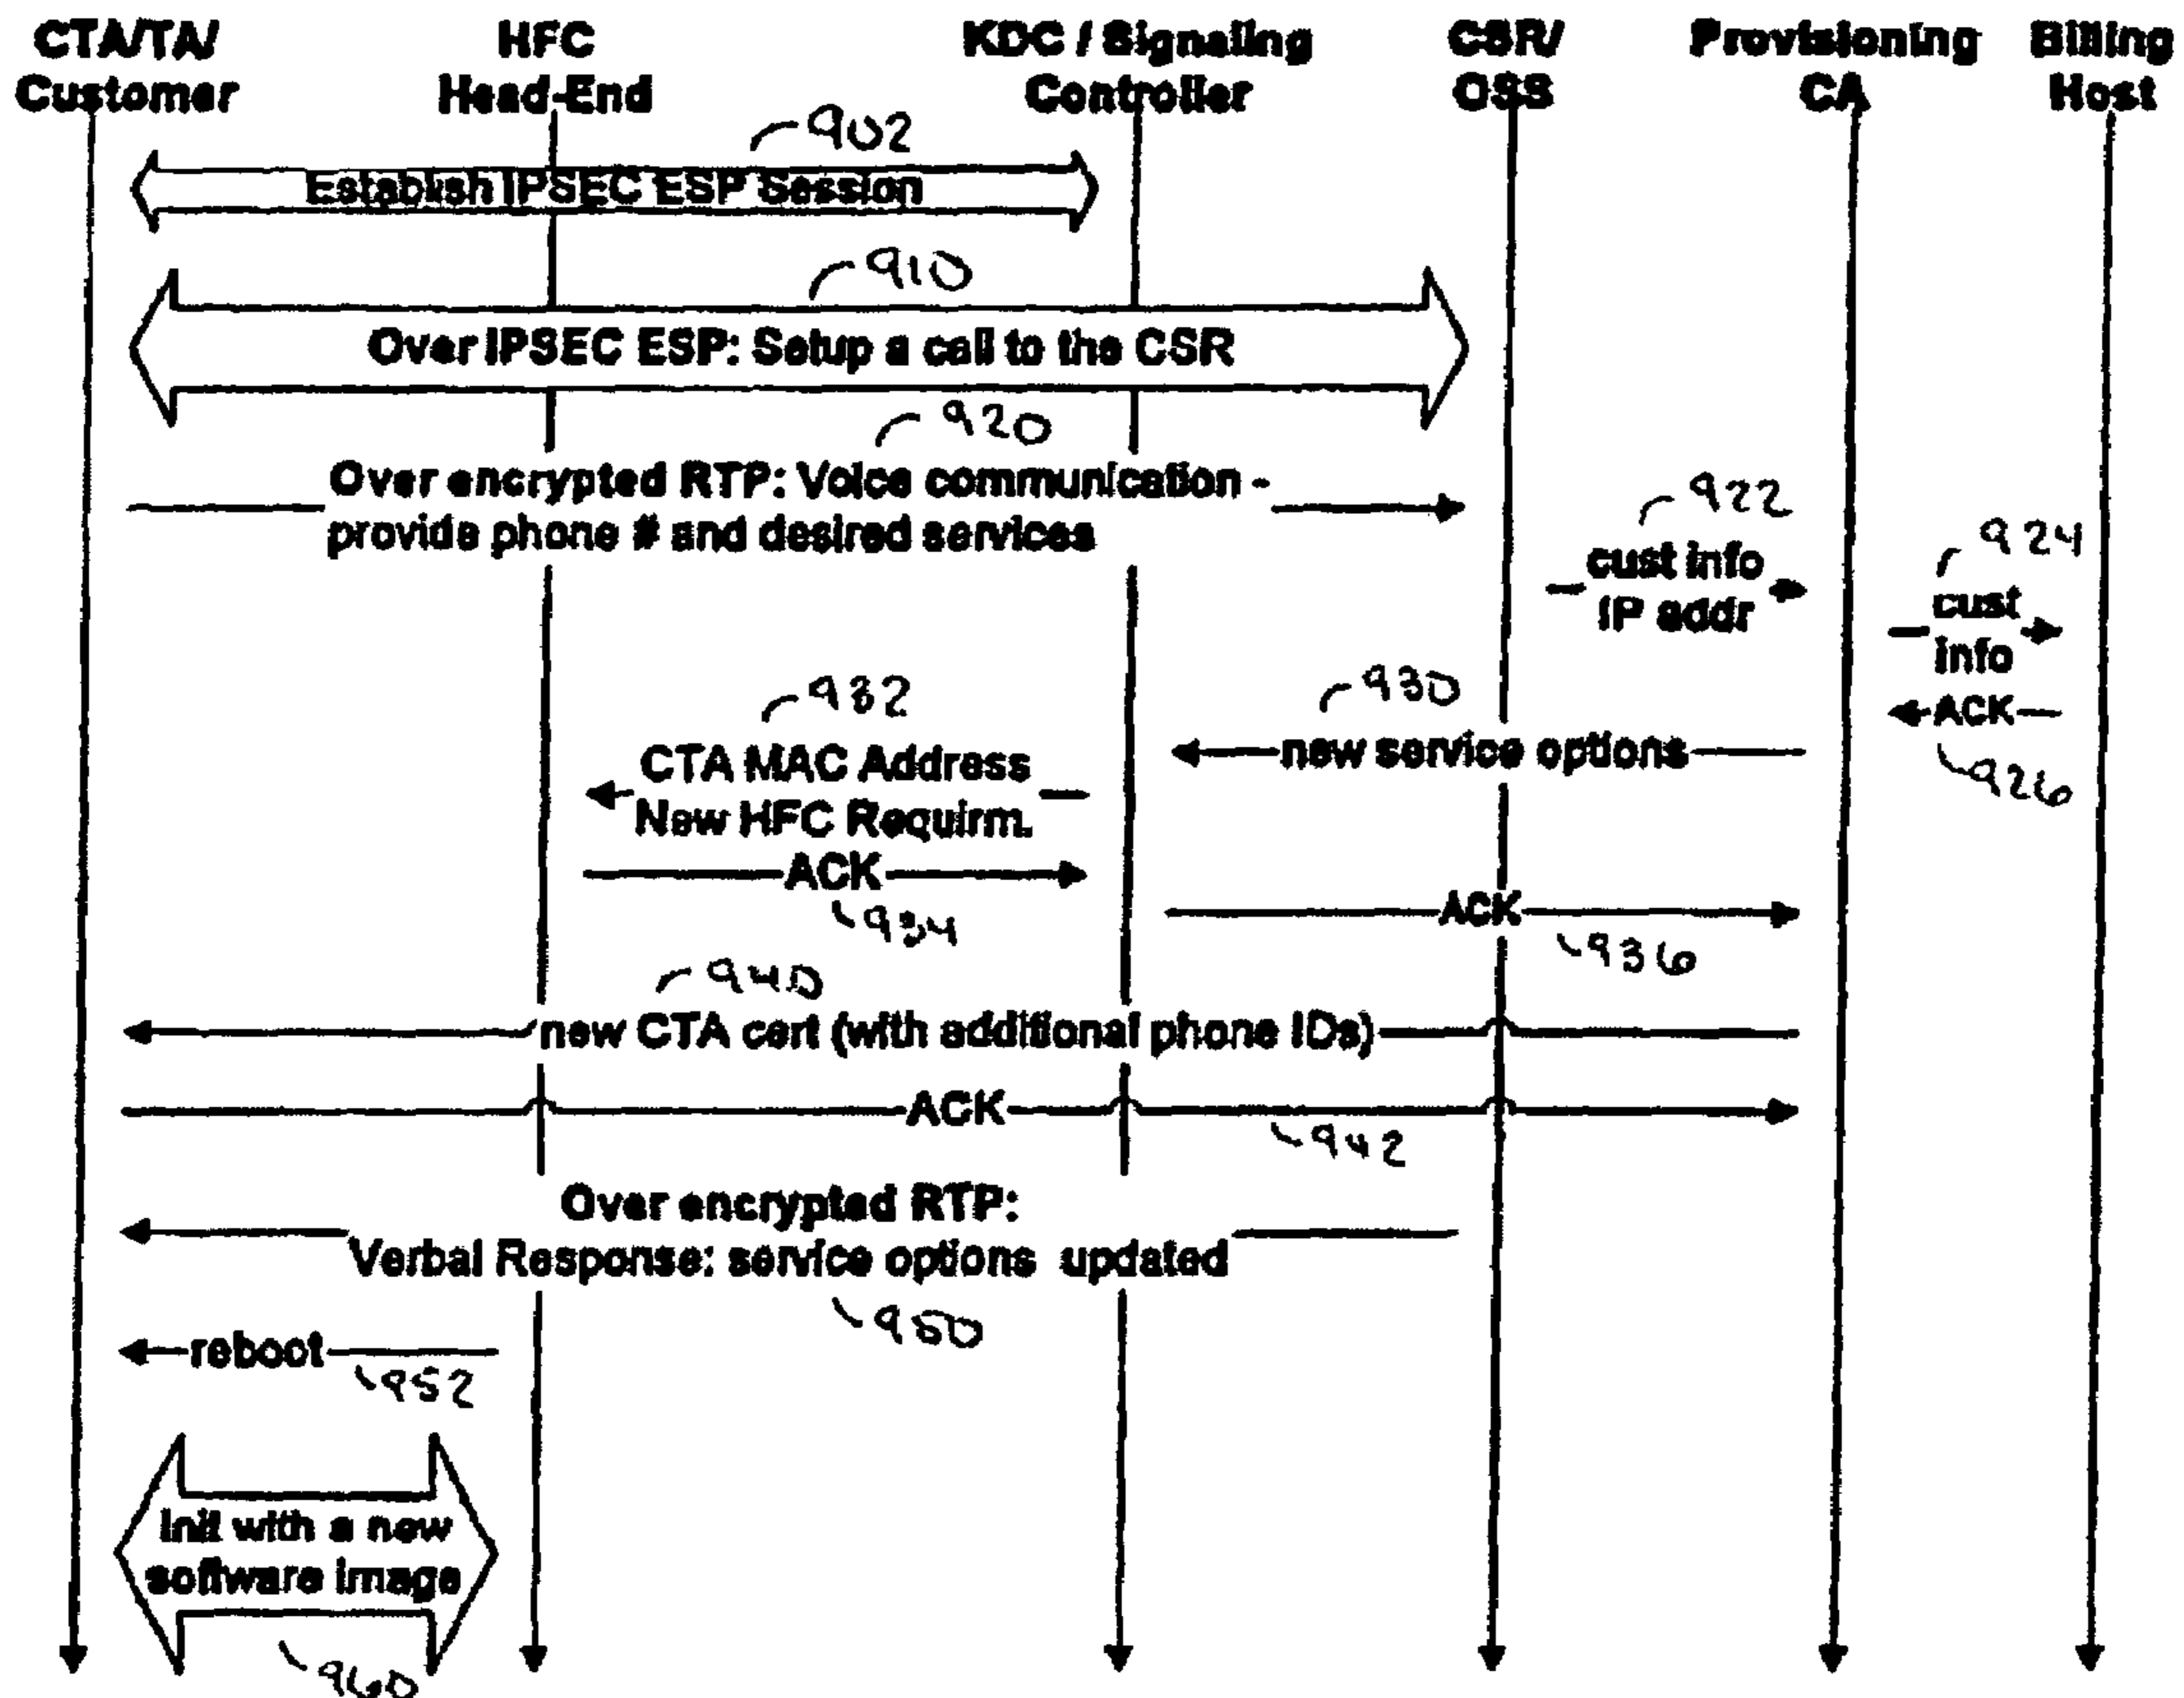 CTA/TA/
Customer
HFC
Head-End
KDC / Signaling
Controller
CSR/
OSS
Provisioning
CA
Billing
Host
902
Establish IPSEC ESP Session
910
Over IPSEC ESP: Setup a call to the CSR
920
Over encrypted RTP: Voice communication -
provide phone # and desired services
922
cust info
IP addr
924
cust
info
ACK
926
930
new service options
932
CTA MAC Address
New HFC Requirm.
ACK
934
ACK
936
940
new CTA cert (with additional phone IDs)
ACK
942
Over encrypted RTP:
Verbal Response: service options updated
950
reboot
952
Init with a new
software image
960